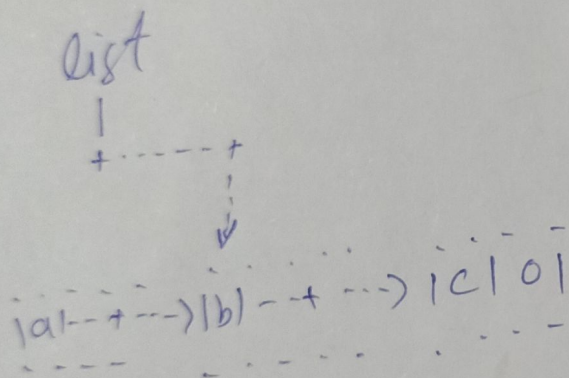 list
|
+ - - - - - - +
|a|--+--->|b|--+--->|c|0|